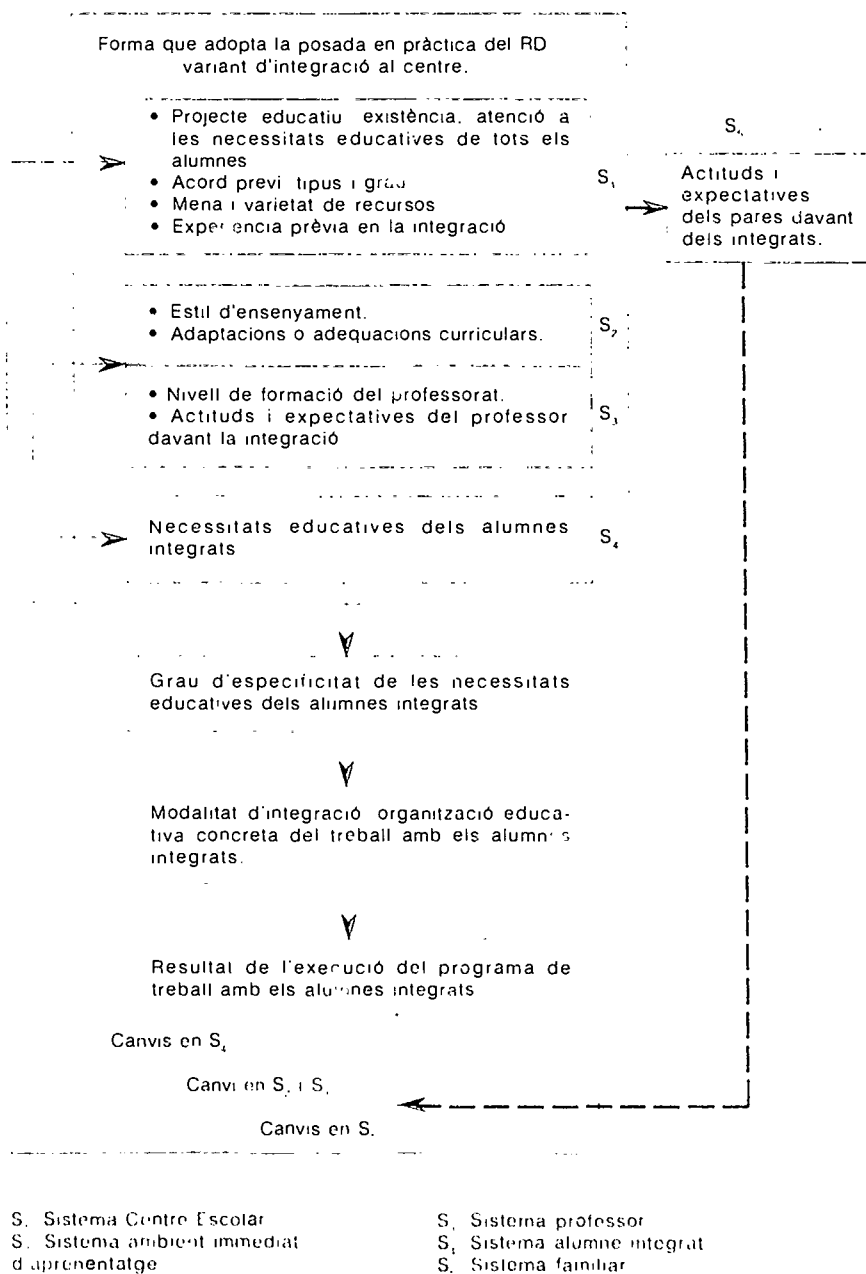 Forma que adopta la posada en pràctica del RD
variant d'integració al centre.
• Projecte educatiu existència. atenció a
les necessitats educatives de tots els
alumnes
• Acord previ tipus i grau
• Mena i varietat de recursos
• Experiencia prèvia en la integració
S₁
S
Actituds i
expectatives
dels pares davant
dels integrats.
• Estil d'ensenyament.
• Adaptacions o adequacions curriculars.
S₂
• Nivell de formació del professorat.
• Actituds i expectatives del professor
davant la integració
S₃
Necessitats educatives dels alumnes
integrats
S₄
Grau d'especificitat de les necessitats
educatives dels alumnes integrats
Modalitat d'integració organització educa-
tiva concreta del treball amb els alumnes
integrats.
Resultat de l'execució del programa de
treball amb els alumnes integrats
Canvis en S₄
Canvi en S. i S
Canvis en S.
S. Sistema Centre Escolar
S. Sistema ambient immediat
d aprenentatge
S Sistema professor
S₄ Sistema alumne integrat
S. Sistema familiar